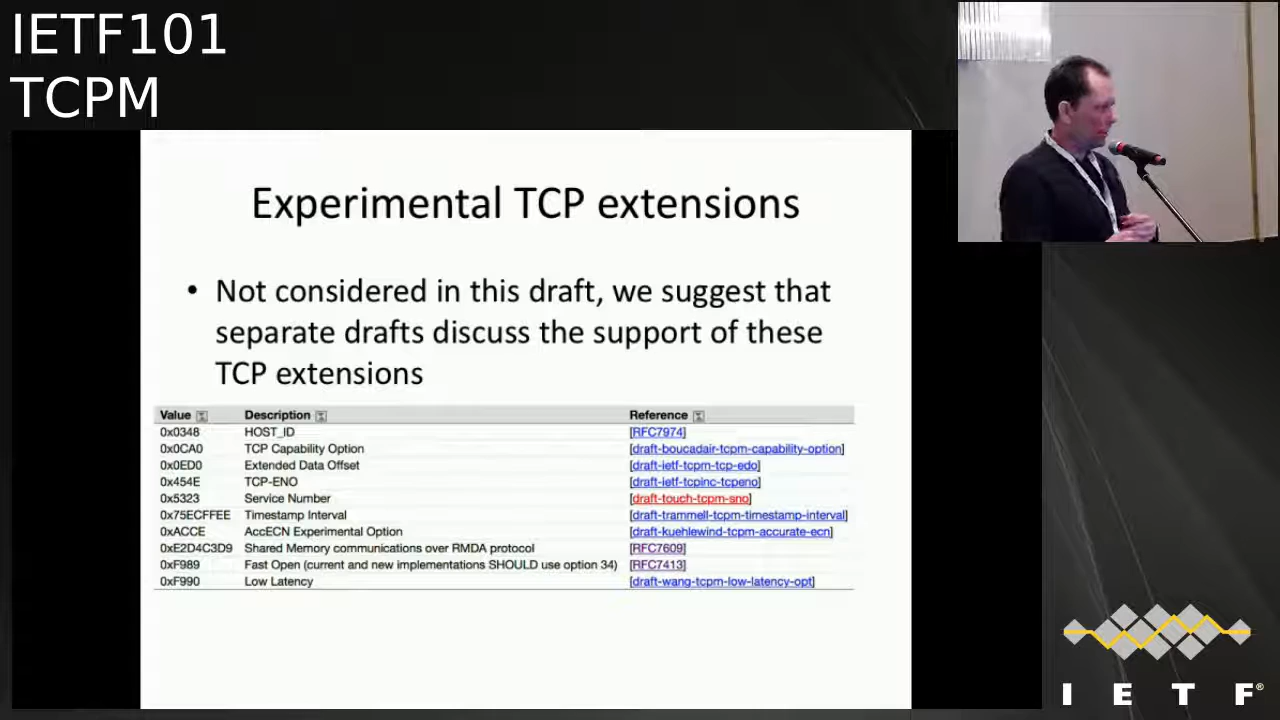 IETF101
TCPM
Experimental TCP extensions
• Not considered in this draft, we suggest that
separate drafts discuss the support of these
TCP extensions
Value Description Reference
0x0348 HOST_ID [RFC7974]
0x0CA0 TCP Capability Option [draft-boucadair-tcpm-capability-option]
0x0ED0 Extended Data Offset [draft-ietf-tcpm-tcp-edo]
0x454E TCP-ENO [draft-ietf-tcpinc-tcpeno]
0x5323 Service Number [draft-touch-tcpm-sno]
0x75ECFFEE Timestamp Interval [draft-trammell-tcpm-timestamp-interval]
0xACCE AccECN Experimental Option [draft-kuehlewind-tcpm-accurate-ecn]
0xE2D4C3D9 Shared Memory communications over RMDA protocol [RFC7609]
0xF989 Fast Open (current and new implementations SHOULD use option 34) [RFC7413]
0xF990 Low Latency [draft-wang-tcpm-low-latency-opt]
I E T F®